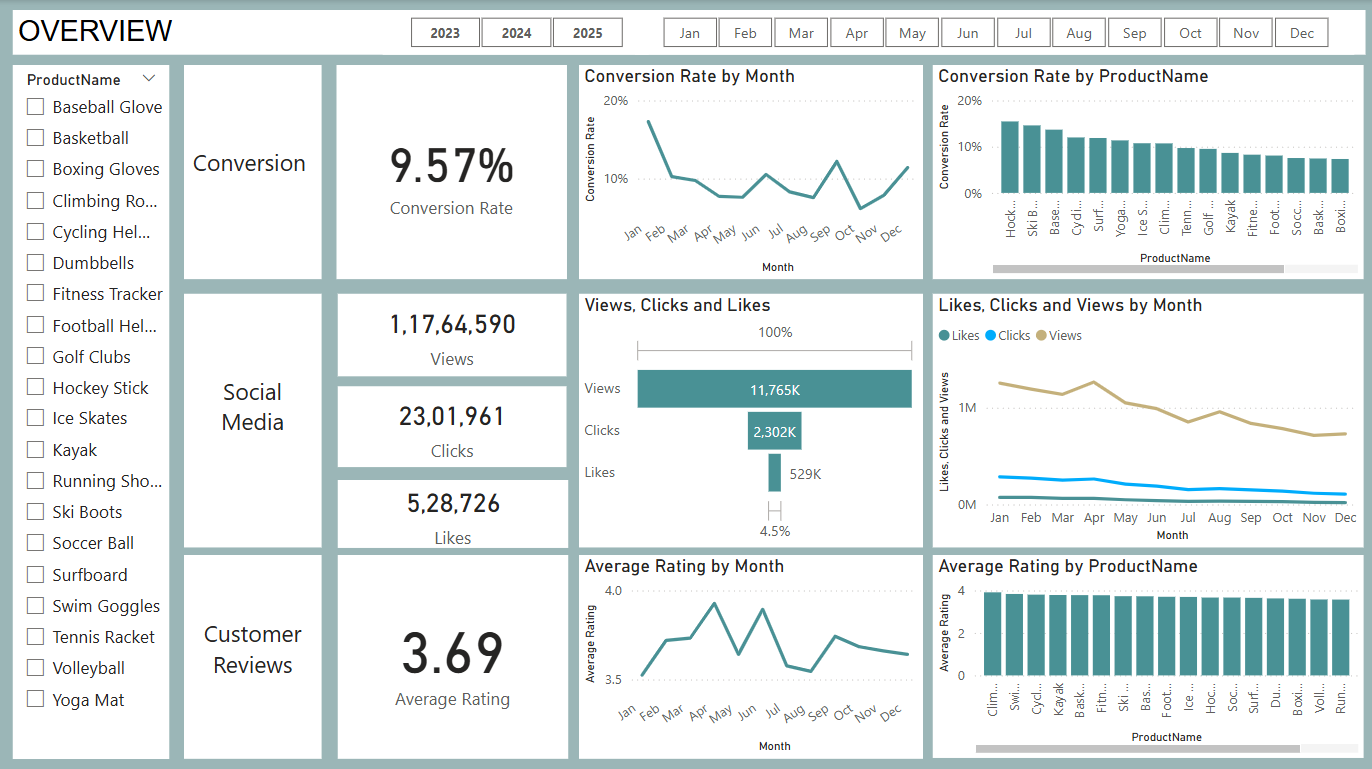 OVERVIEW
2023 2024 2025 Jan Feb Mar Apr May Jun Jul Aug Sep Oct Nov Dec
ProductName
Baseball Glove
Basketball
Boxing Gloves
Climbing Ro...
Cycling Hel...
Dumbbells
Fitness Tracker
Football Hel...
Golf Clubs
Hockey Stick
Ice Skates
Kayak
Running Sho...
Ski Boots
Soccer Ball
Surfboard
Swim Goggles
Tennis Racket
Volleyball
Yoga Mat
Conversion
9.57%
Conversion Rate
Conversion Rate by Month
Conversion Rate
20%
10%
Jan Feb Mar Apr May Jun Jul Aug Sep Oct Nov Dec
Month
Conversion Rate by ProductName
Conversion Rate
20%
10%
0%
Hock... Ski B... Base... Cycli... Surf... Yoga... Ice S... Clim... Tenn... Golf ... Kayak Fitne... Foot... Socc... Bask... Boxi...
ProductName
Social
Media
1,17,64,590
Views
23,01,961
Clicks
5,28,726
Likes
Views, Clicks and Likes
100%
Views 11,765K
Clicks 2,302K
Likes 529K
4.5%
Likes, Clicks and Views by Month
Likes Clicks Views
Likes, Clicks and Views
1M
0M
Jan Feb Mar Apr May Jun Jul Aug Sep Oct Nov Dec
Month
Customer
Reviews
3.69
Average Rating
Average Rating by Month
Average Rating
4.0
3.5
Jan Feb Mar Apr May Jun Jul Aug Sep Oct Nov Dec
Month
Average Rating by ProductName
Average Rating
4
2
0
Clim... Swi... Cycl... Kayak Bask... Fitn... Ski ... Bas... Foot... Ice ... Hoc... Soc... Surf... Du... Boxi... Voll... Run...
ProductName